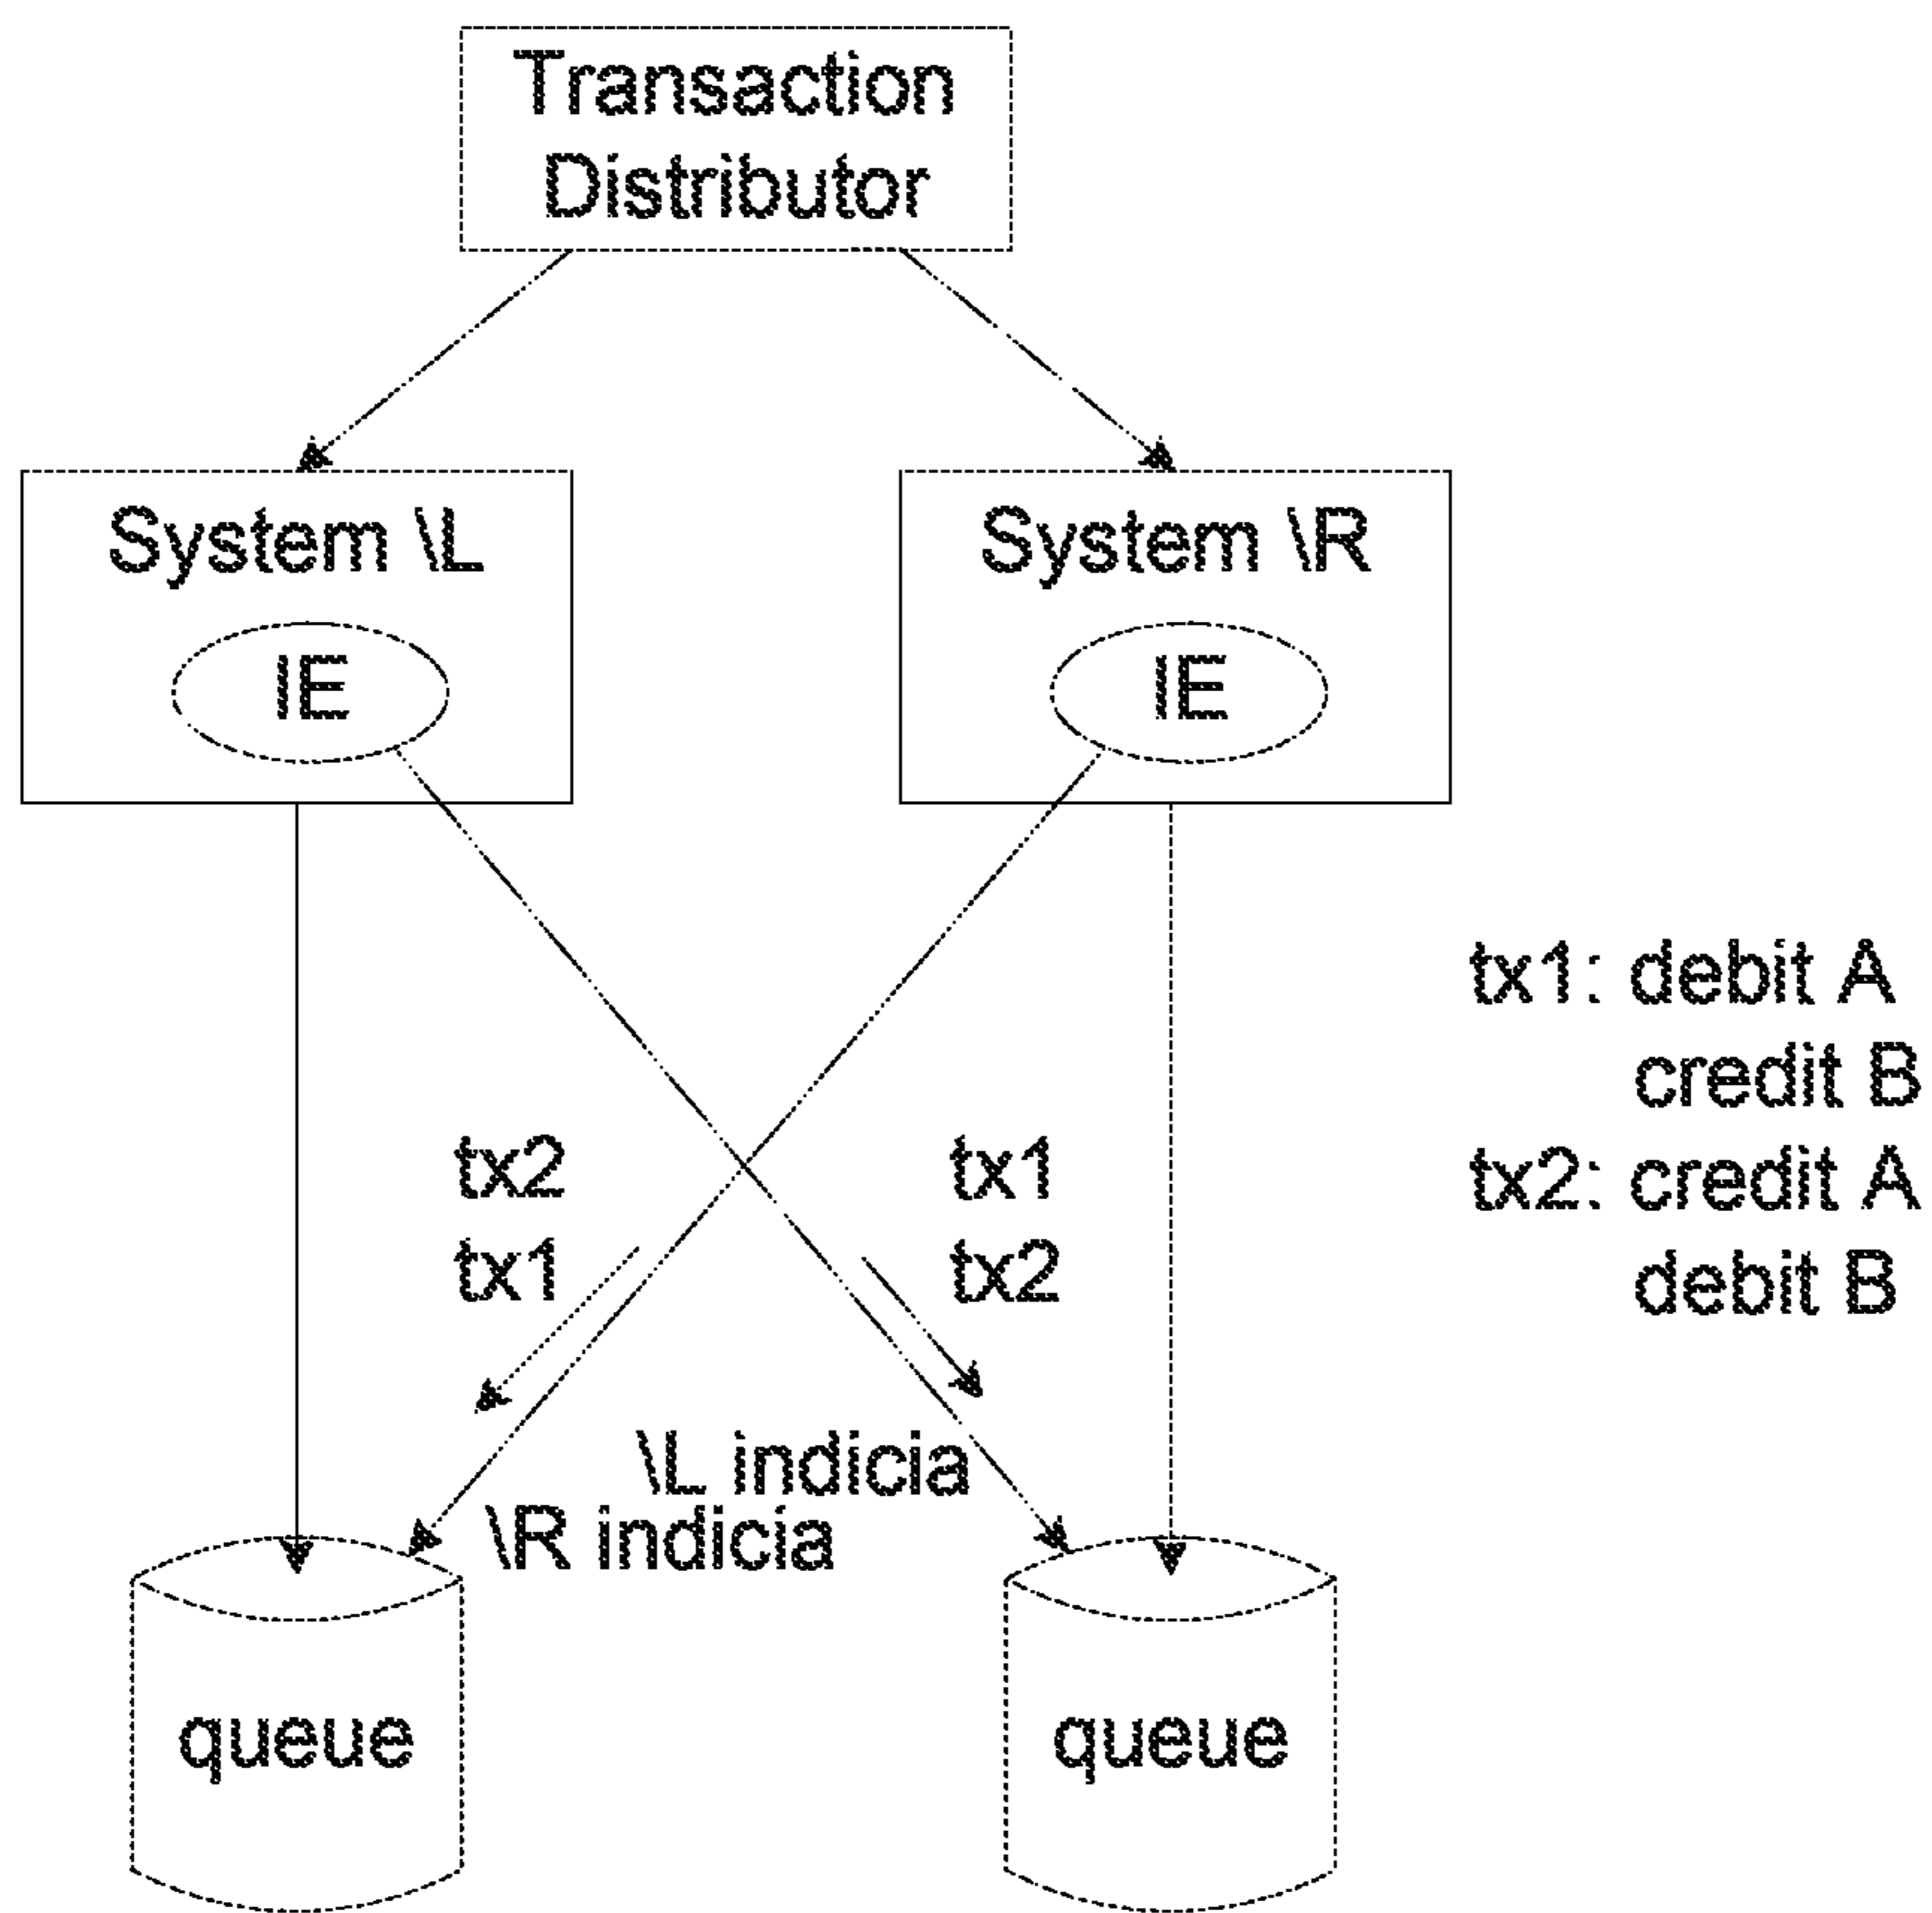 Transaction
Distributor
System \L
System \R
IE
IE
tx1: debit A
credit B
tx2: credit A
debit B
tx2
tx1
tx1
tx2
\L indicia
\R indicia
queue
queue